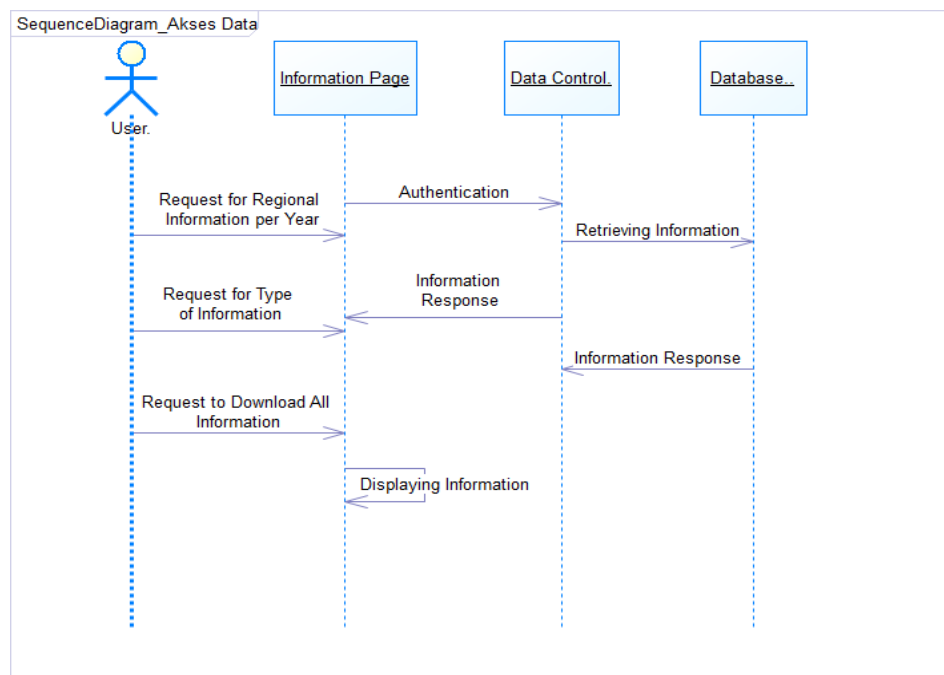 SequenceDiagram_Akses Data
User.
Information Page
Data Control.
Database..
Authentication
Request for Regional
Information per Year
Retrieving Information
Information
Response
Request for Type
of Information
Information Response
Request to Download All
Information
Displaying Information